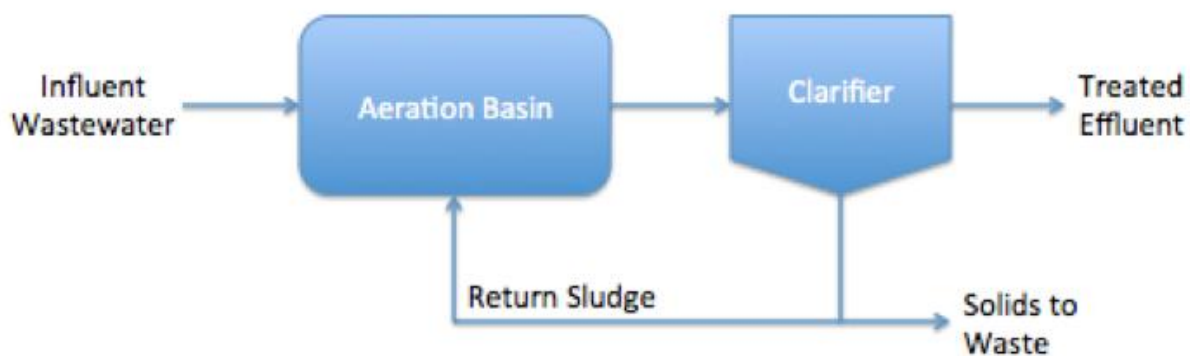 Influent
Wastewater
Aeration Basin
Clarifier
Treated
Effluent
Return Sludge
Solids to
Waste